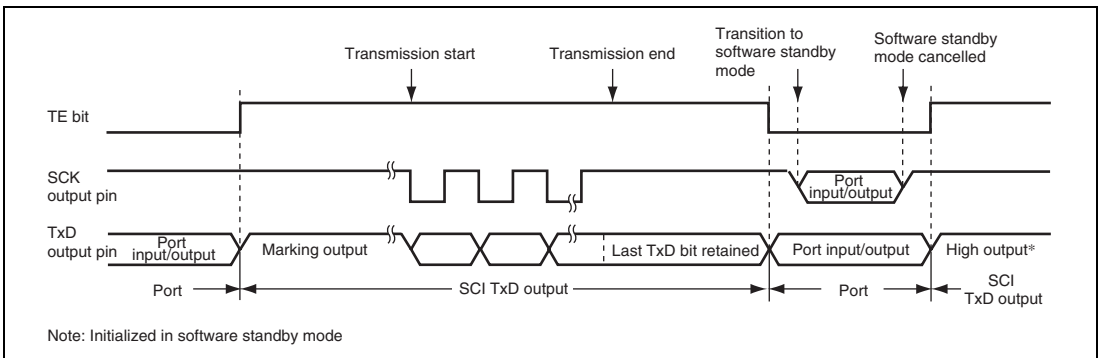 Transmission start
Transmission end
Transition to
software standby
mode
Software standby
mode cancelled
TE bit
SCK
output pin
Port
input/output
TxD
output pin
Port
input/output
Marking output
Last TxD bit retained
Port input/output
High output*
Port
SCI TxD output
Port
SCI
TxD output
Note: Initialized in software standby mode